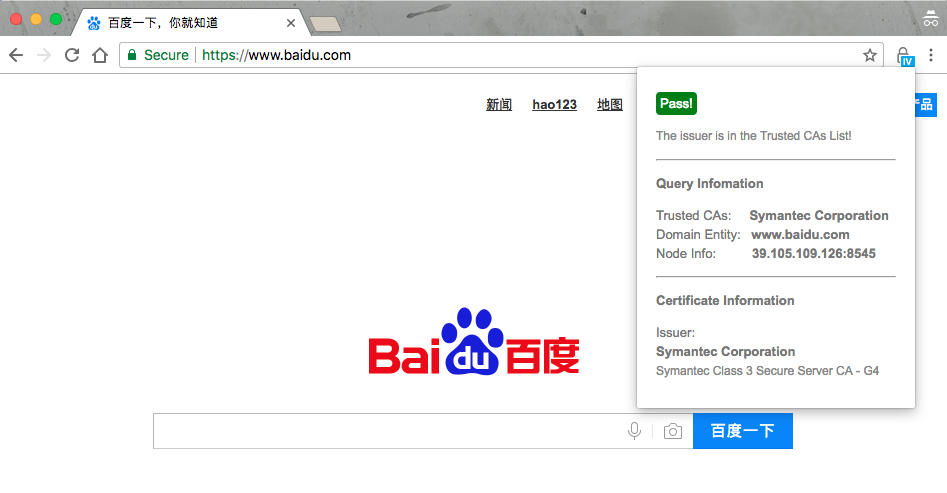 百度一下，你就知道
Secure
https://www.baidu.com
IV
新闻
hao123
地图
产品
Pass!
The issuer is in the Trusted CAs List!
Query Infomation
Trusted CAs: Symantec Corporation
Domain Entity: www.baidu.com
Node Info: 39.105.109.126:8545
Certificate Information
Issuer:
Symantec Corporation
Symantec Class 3 Secure Server CA - G4
Bai du 百度
百度一下